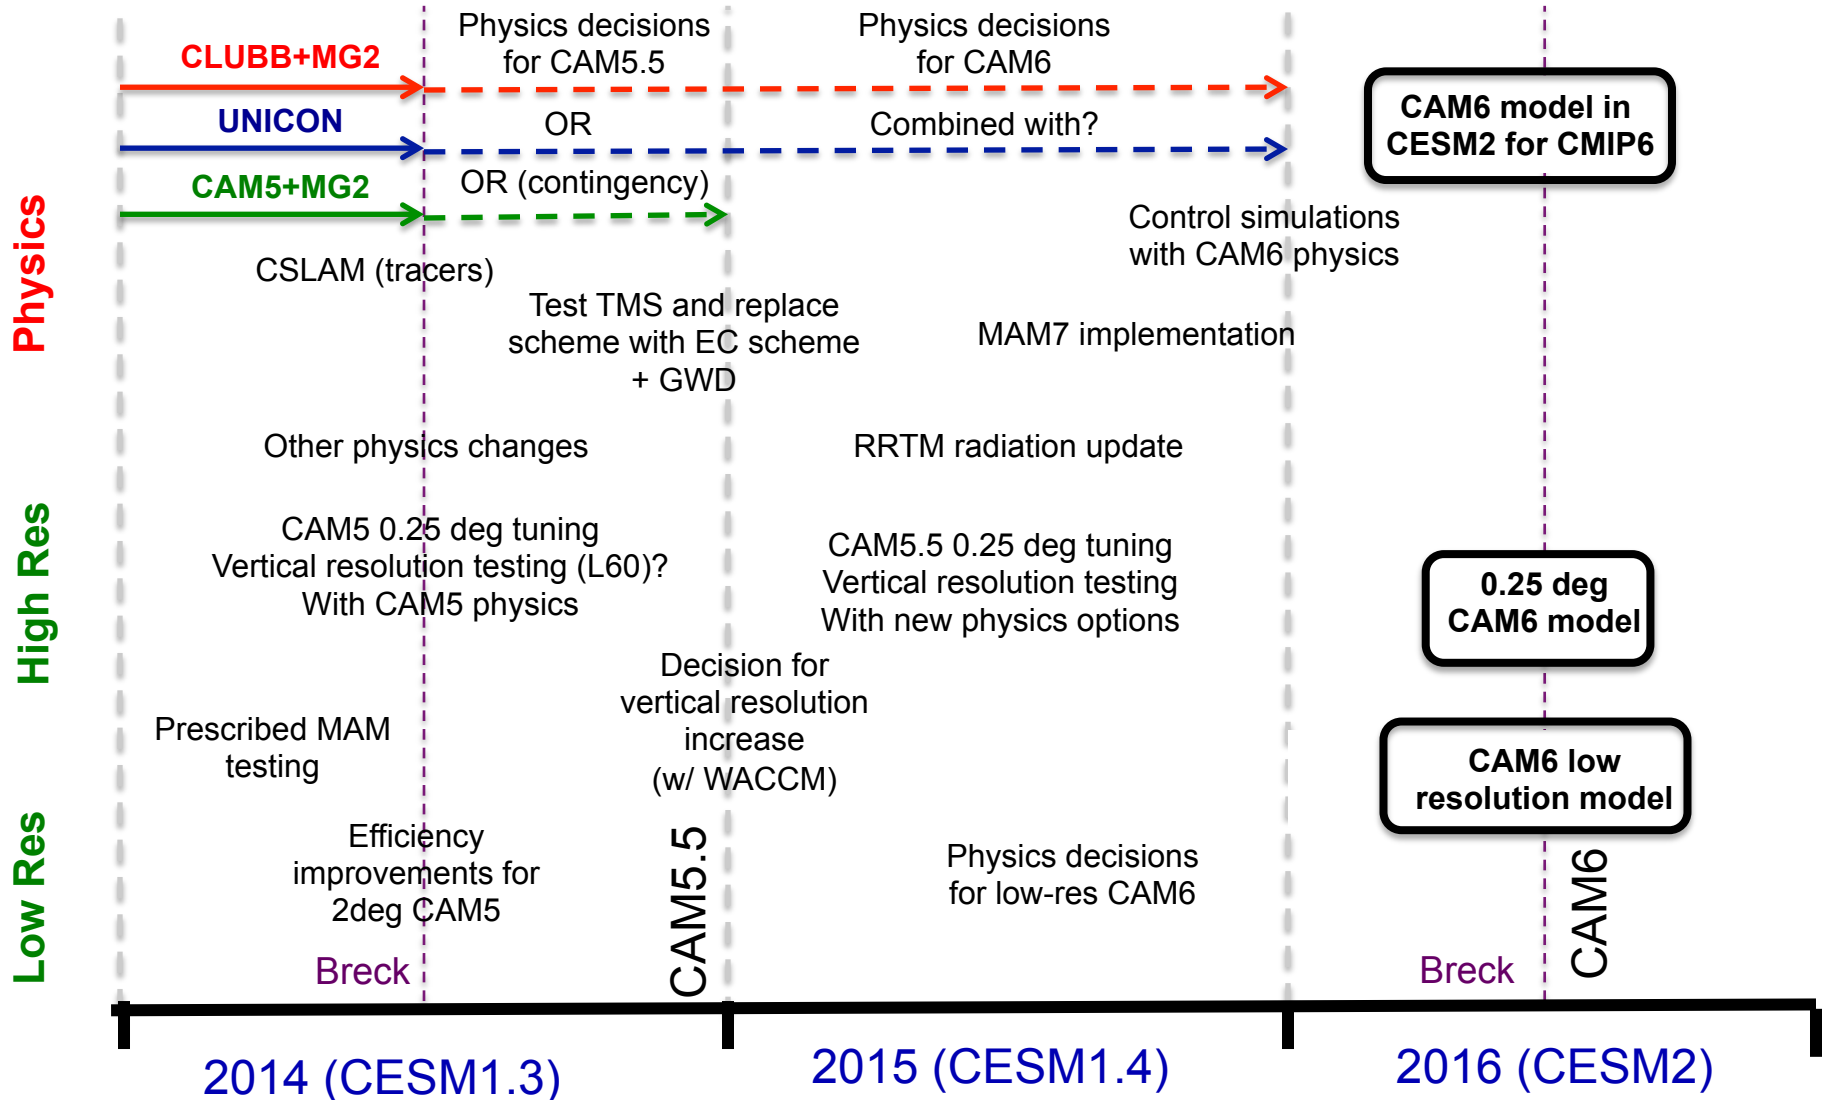 Physics decisions
for CAM5.5
Physics decisions
for CAM6
CLUBB+MG2
UNICON
OR
Combined with?
CAM5+MG2
OR (contingency)
CAM6 model in
CESM2 for CMIP6
Physics
CSLAM (tracers)
Control simulations
with CAM6 physics
Test TMS and replace
scheme with EC scheme
+ GWD
MAM7 implementation
Other physics changes
RRTM radiation update
High Res
CAM5 0.25 deg tuning
Vertical resolution testing (L60)?
With CAM5 physics
CAM5.5 0.25 deg tuning
Vertical resolution testing
With new physics options
0.25 deg
CAM6 model
Decision for
vertical resolution
increase
(w/ WACCM)
Prescribed MAM
testing
CAM6 low
resolution model
Low Res
Efficiency
improvements for
2deg CAM5
CAM5.5
Physics decisions
for low-res CAM6
CAM6
Breck
Breck
2014 (CESM1.3)
2015 (CESM1.4)
2016 (CESM2)